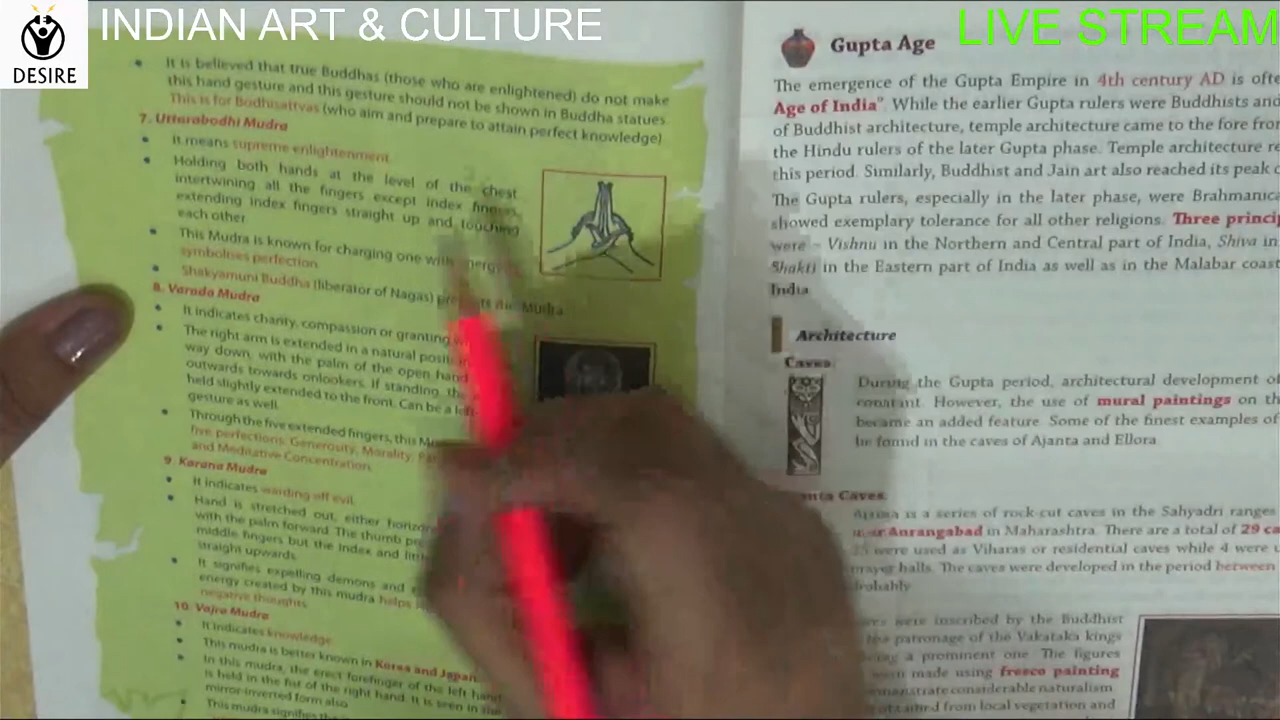 INDIAN ART & CULTURE
LIVE STREAM
DESIRE
It is believed that true Buddhas (those who are enlightened) do not make
this hand gesture and this gesture should not be shown in Buddha statues.
This is for Bodhisattvas (who aim and prepare to attain perfect knowledge)
7. Uttarabodhi Mudra
It means supreme enlightenment.
Holding both hands at the level of the chest
intertwining all the fingers except index fingers,
extending index fingers straight up and touching
each other.
This Mudra is known for charging one with energy
symbolises perfection.
Shakyamuni Buddha (liberator of Nagas) Mudra.
8. Varada Mudra
It indicates charity, compassion or granting
The right arm is extended in a natural
way down, with the palm of the open hand
outwards towards onlookers. If standing, the
held slightly extended to the front. Can be a left
gesture as well.
Through the five extended fingers, this
five perfections: Generosity, Morality,
and Meditative Concentration.
9. Karana Mudra
It indicates warding off evil.
Hand is stretched out, either
with the palm forward. The thumb
middle fingers but the index and
straight upwards.
It signifies expelling demons and
energy created by this mudra helps
negative thoughts.
10. Vajra Mudra
It indicates knowledge.
This mudra is better known in Korea and Japan.
In this mudra, the erect forefinger of the left hand
is held in the fist of the right hand. It is seen in the
mirror-inverted form also.
This mudra signifies the
Gupta Age
The emergence of the Gupta Empire in 4th century AD is
Age of India". While the earlier Gupta rulers were Buddhists and
of Buddhist architecture, temple architecture came to the fore
the Hindu rulers of the later Gupta phase. Temple architecture
this period. Similarly, Buddhist and Jain art also reached its peak
The Gupta rulers, especially in the later phase, were
showed exemplary tolerance for all other religions. Three
were – Vishnu in the Northern and Central part of India, Shiva in
Shakti in the Eastern part of India as well as in the Malabar coast
India.
Architecture
Caves:
During the Gupta period, architectural development of
constant. However, the use of mural paintings on
became an added feature. Some of the finest examples of
be found in the caves of Ajanta and Ellora.
Caves:
Ajanta is a series of rock-cut caves in the Sahyadri ranges
near Aurangabad in Maharashtra. There are a total of 29
25 were used as Viharas or residential caves while 4 were
prayer halls. The caves were developed in the period between
were inscribed by the Buddhist
patronage of the Vakataka kings
a prominent one. The figures
made using fresco painting
considerable naturalism
from local vegetation and